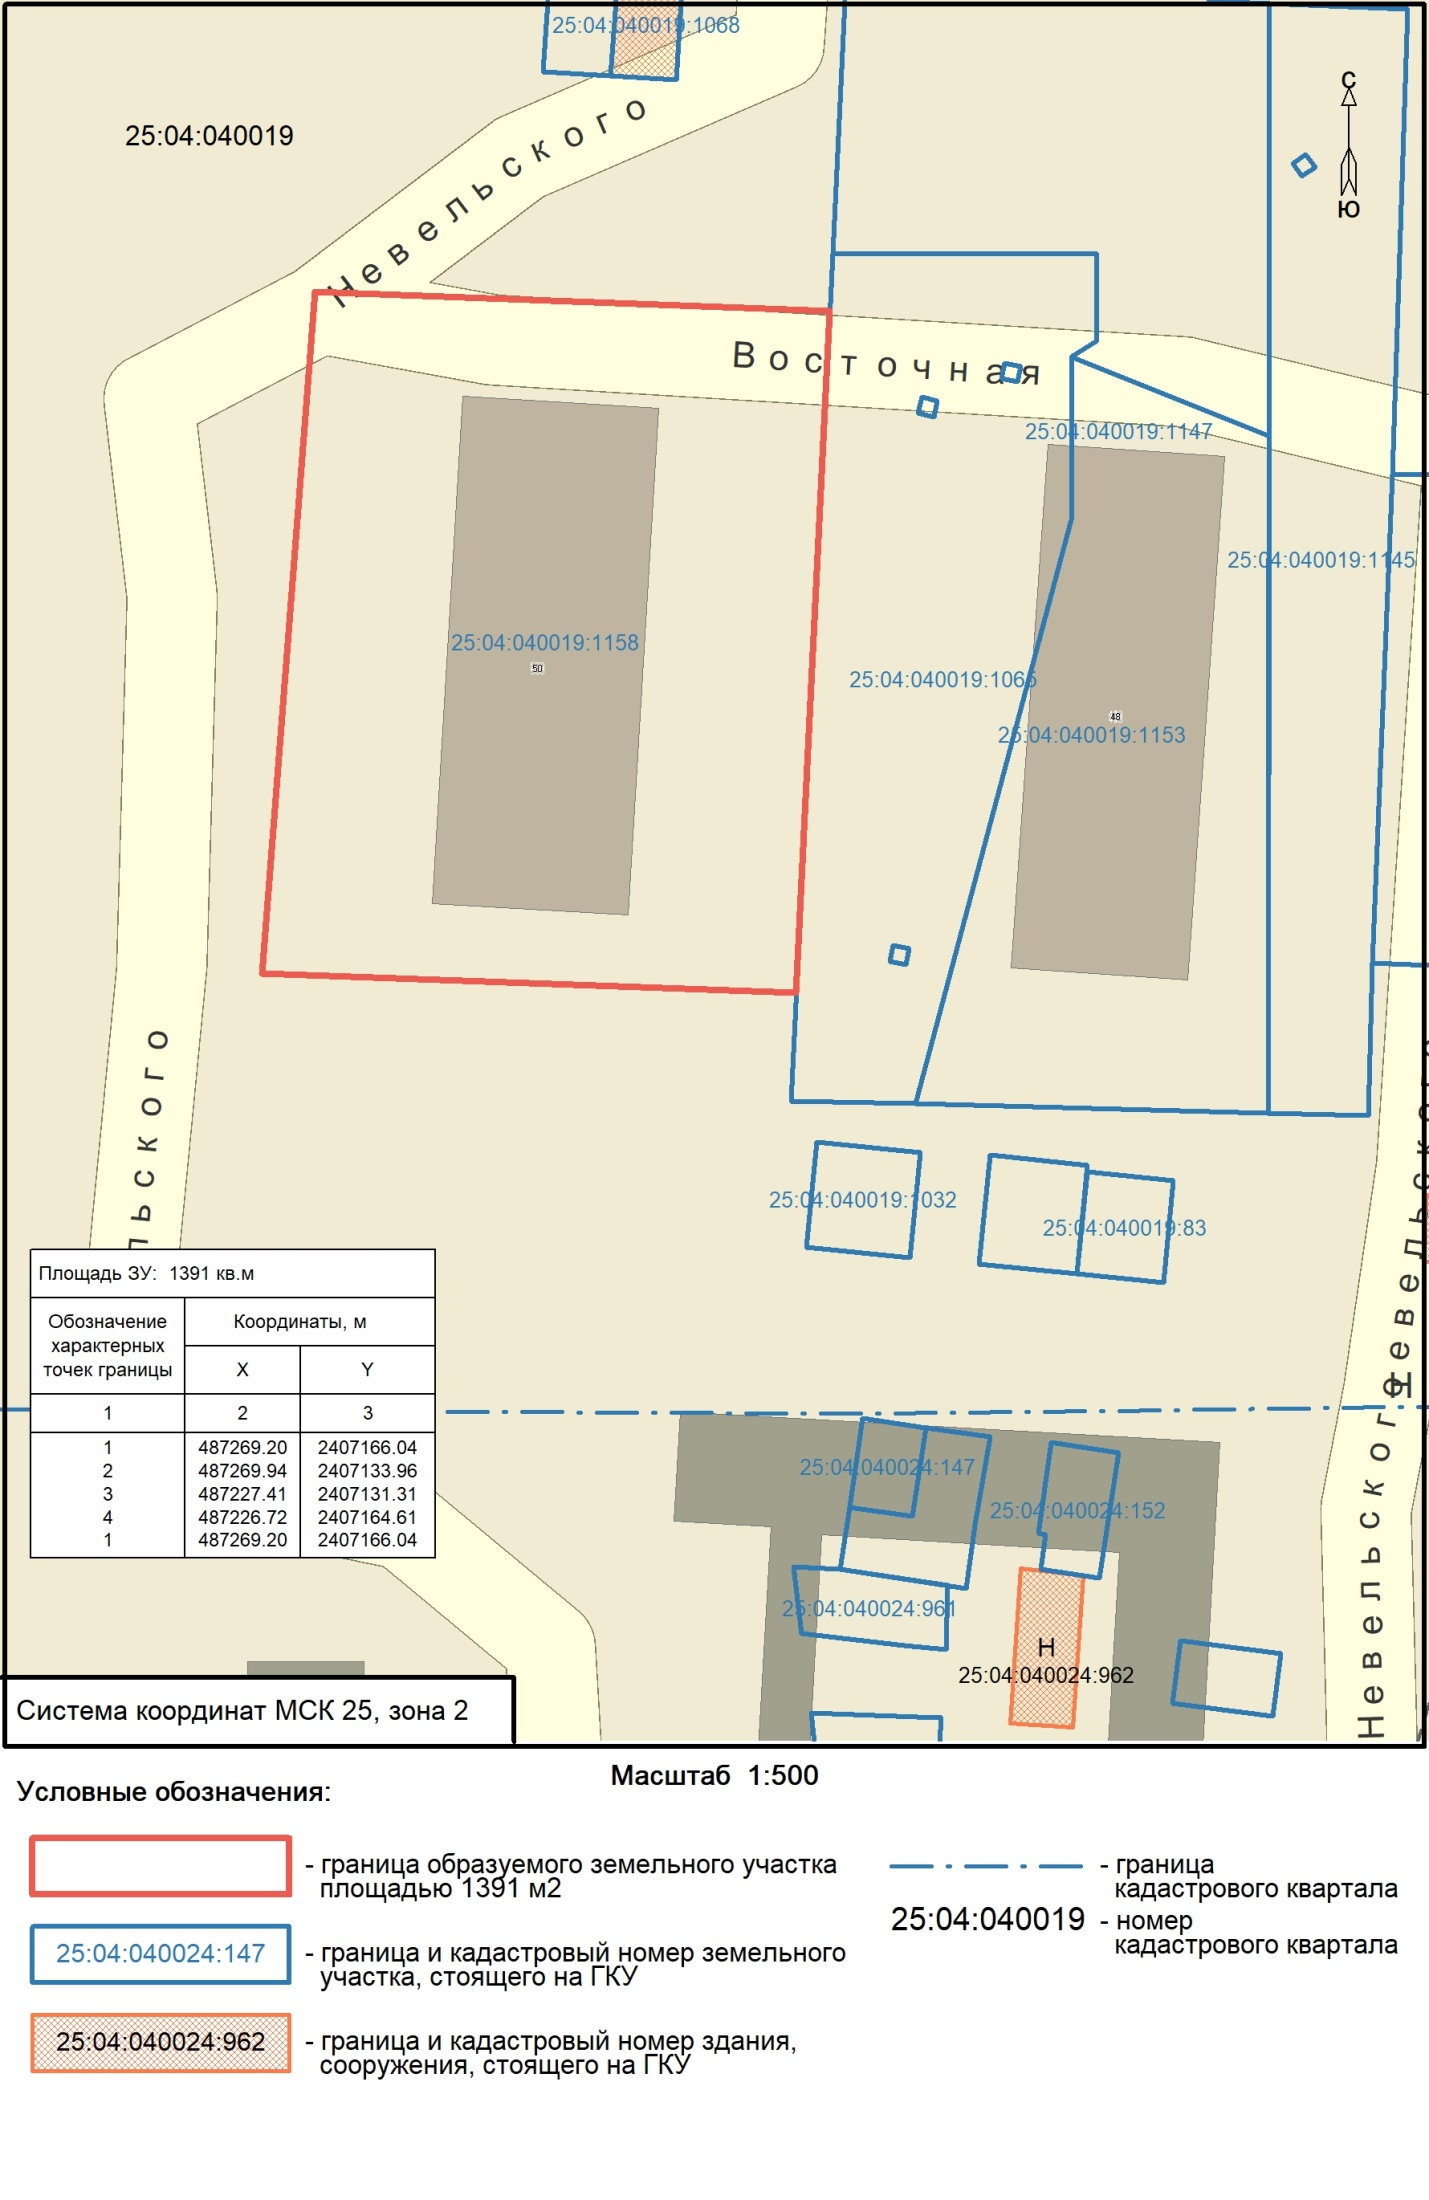 25:04:040019:1068
С
25:04:040019
Ю
Невельского
Восточная
25:04:040019:1147
25:04:040019:1145
25:04:040019:1158
50
25:04:040019:1065
48
25:04:040019:1153
льского
25:04:040019:1032
25:04:040019:83
Невельского
Площадь ЗУ: 1391 кв.м
Обозначение характерных точек границы
Координаты, м
X Y
1 2 3
1 487269.20 2407166.04
2 487269.94 2407133.96
3 487227.41 2407131.31
4 487226.72 2407164.61
1 487269.20 2407166.04
25:04:040024:147
25:04:040024:152
25:04:040024:961
Н
25:04:040024:962
Невельского
Система координат МСК 25, зона 2
Масштаб 1:500
Условные обозначения:
- граница образуемого земельного участка
площадью 1391 м2
25:04:040024:147 - граница и кадастровый номер земельного
участка, стоящего на ГКУ
25:04:040024:962 - граница и кадастровый номер здания,
сооружения, стоящего на ГКУ
- граница
кадастрового квартала
25:04:040019 - номер
кадастрового квартала